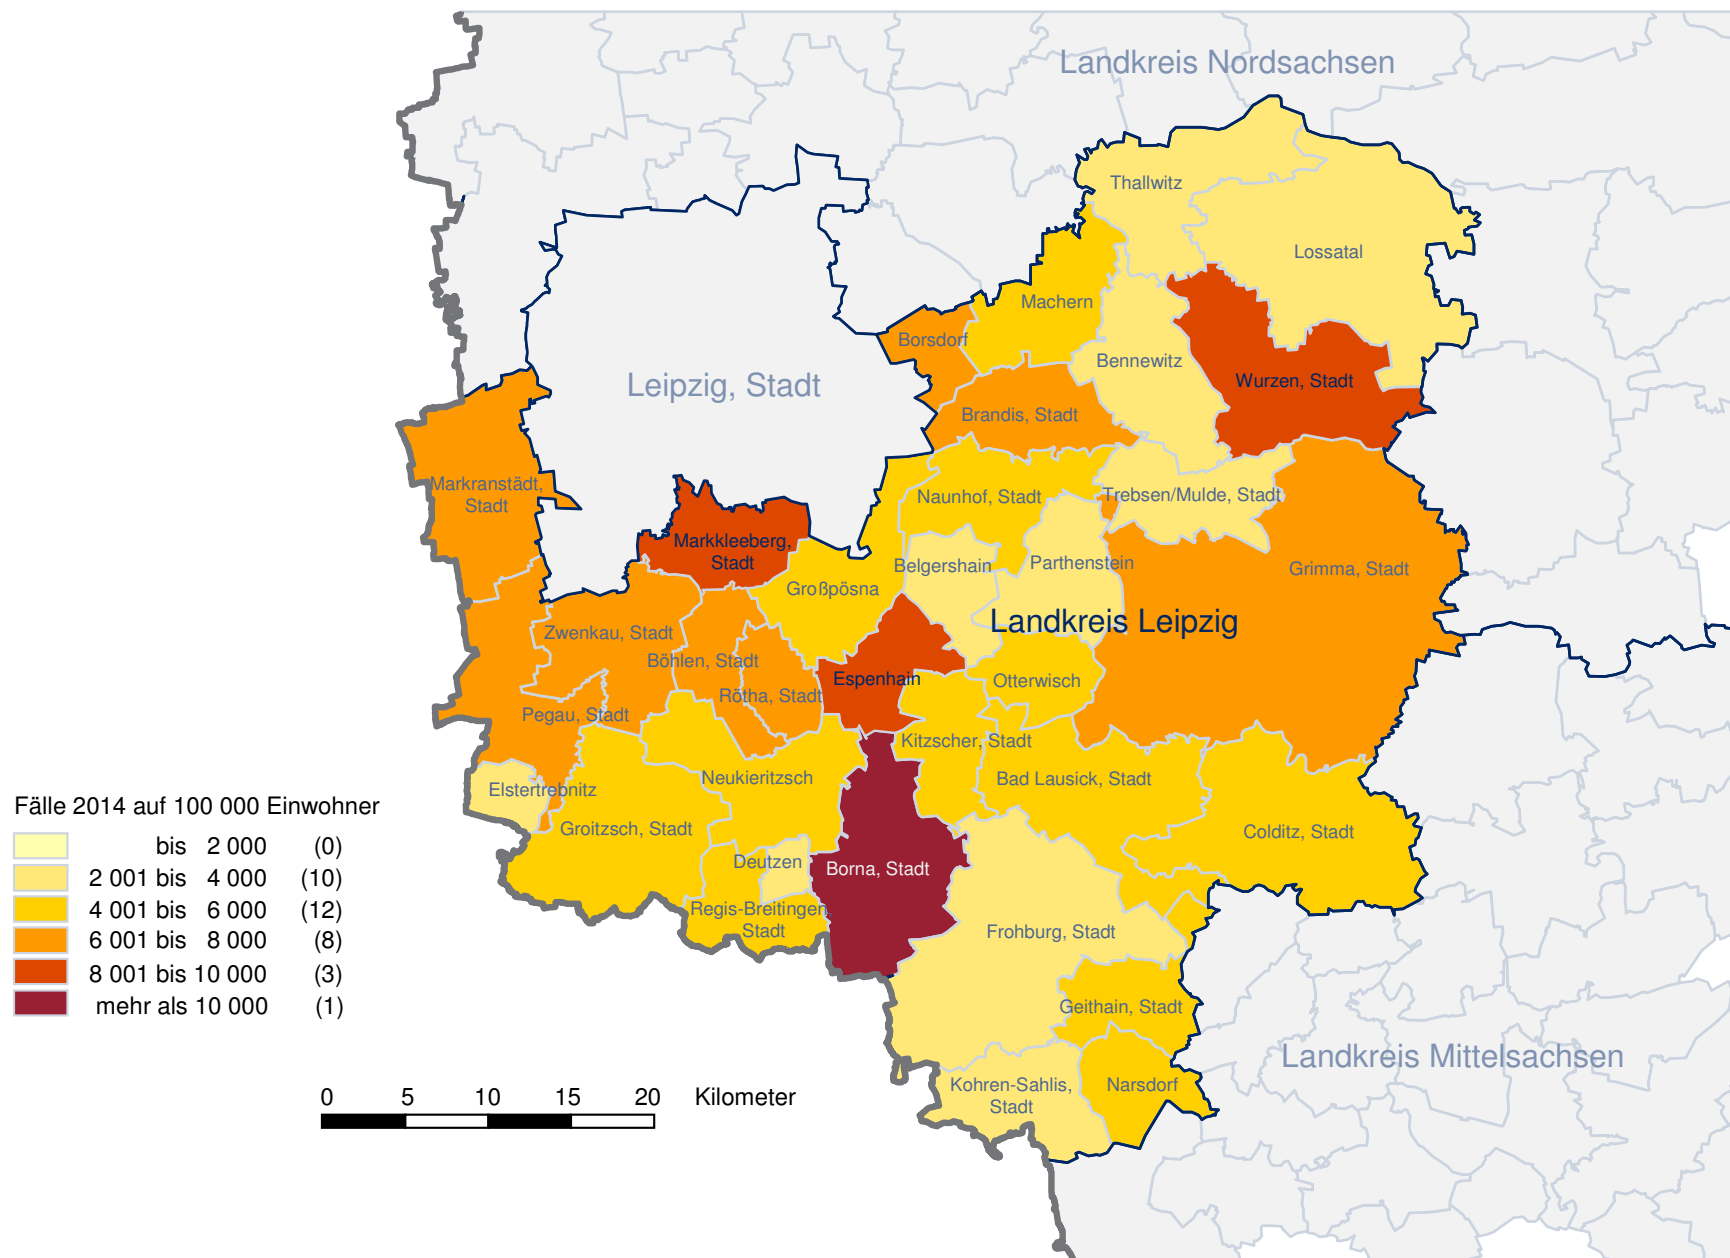 Landkreis Nordsachsen
Thallwitz
Lossatal
Machern
Borsdorf
Bennewitz
Wurzen, Stadt
Leipzig, Stadt
Brandis, Stadt
Markranstädt,
Stadt
Naunhof, Stadt
Trebsen/Mulde, Stadt
Markkleeberg,
Stadt
Belgershain
Parthenstein
Grimma, Stadt
Großpösna
Landkreis Leipzig
Zwenkau, Stadt
Böhlen, Stadt
Rötha, Stadt
Espenhain
Otterwisch
Pegau, Stadt
Kitzscher, Stadt
Neukieritzsch
Bad Lausick, Stadt
Elstertrebnitz
Groitzsch, Stadt
Colditz, Stadt
Deutzen
Borna, Stadt
Regis-Breitingen,
Stadt
Frohburg, Stadt
Geithain, Stadt
Landkreis Mittelsachsen
Kohren-Sahlis,
Stadt
Narsdorf
Fälle 2014 auf 100 000 Einwohner
bis 2 000 (0)
2 001 bis 4 000 (10)
4 001 bis 6 000 (12)
6 001 bis 8 000 (8)
8 001 bis 10 000 (3)
mehr als 10 000 (1)
0 5 10 15 20 Kilometer